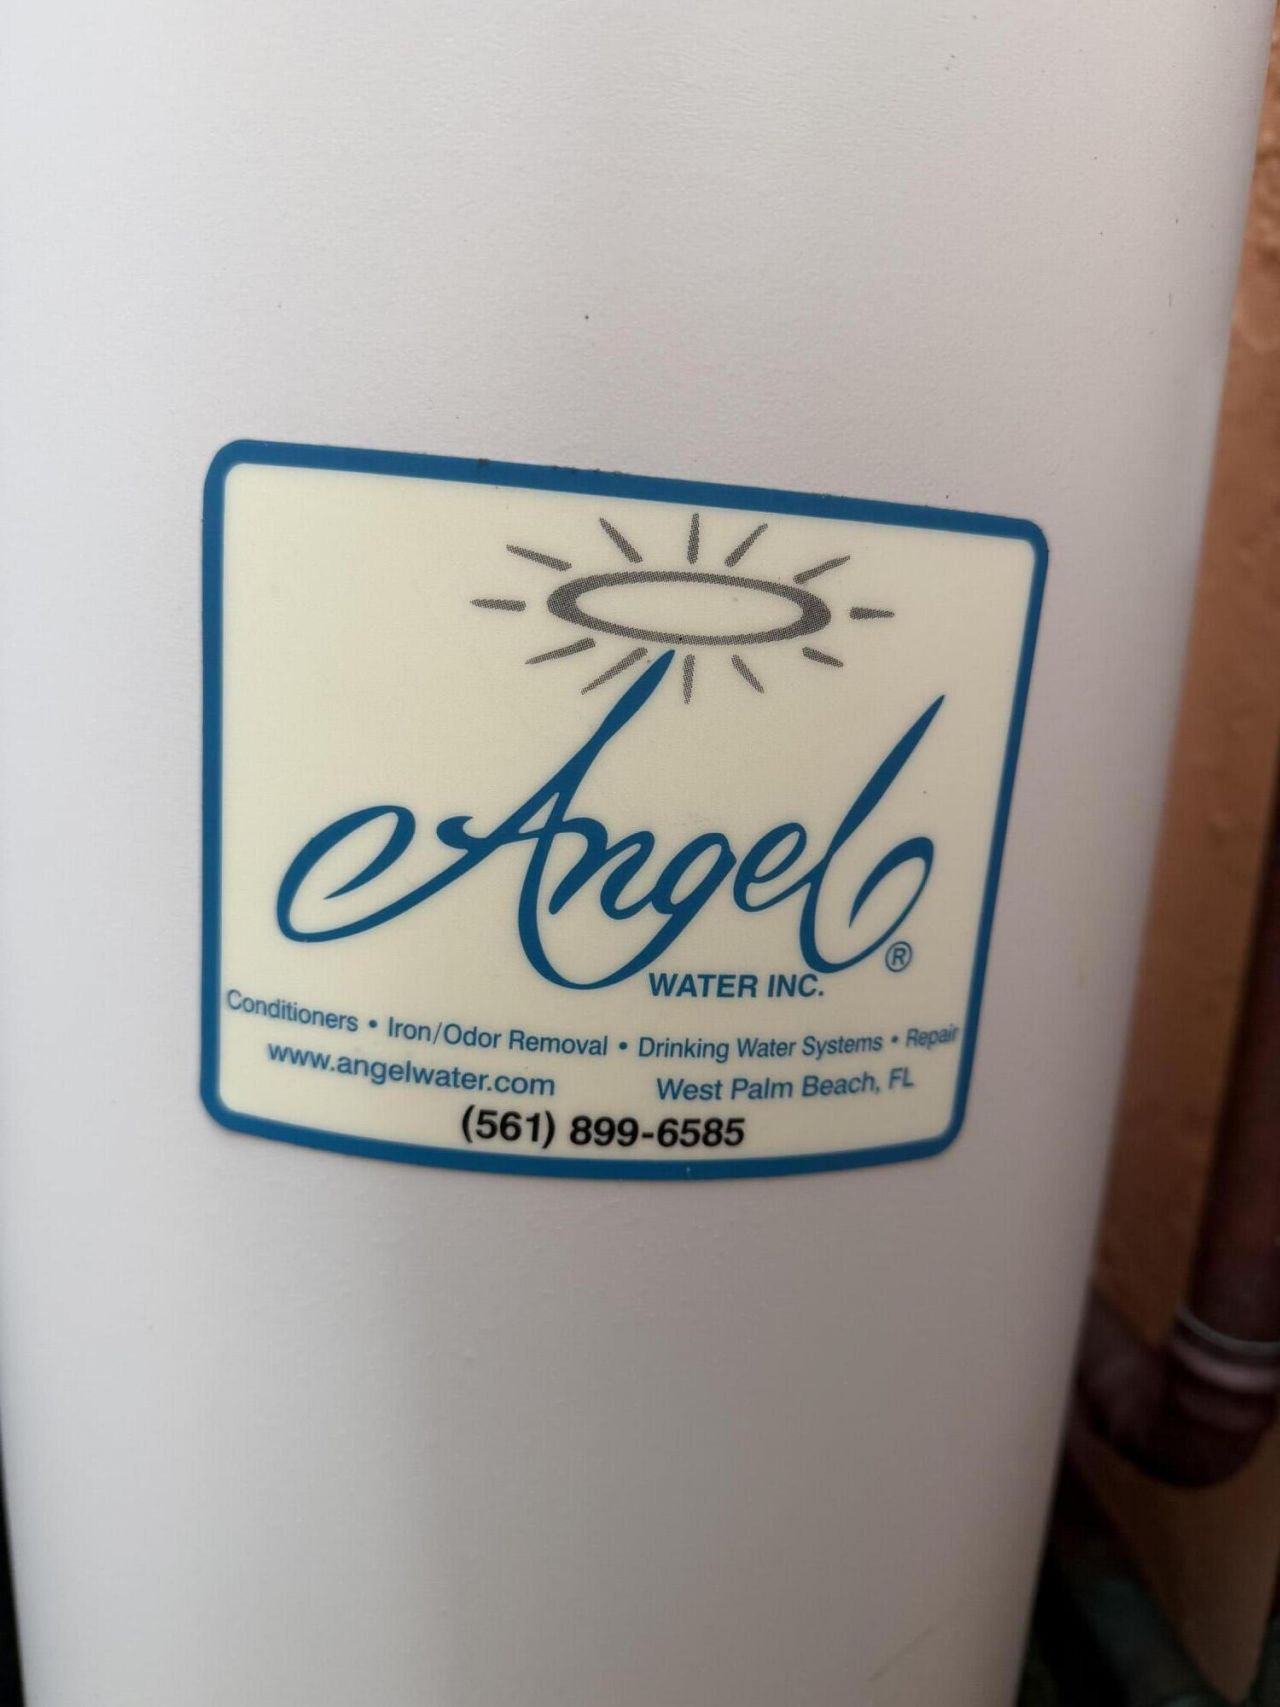 Angel®
WATER INC.
Conditioners • Iron/Odor Removal • Drinking Water Systems • Repair
www.angelwater.com West Palm Beach, FL
(561) 899-6585